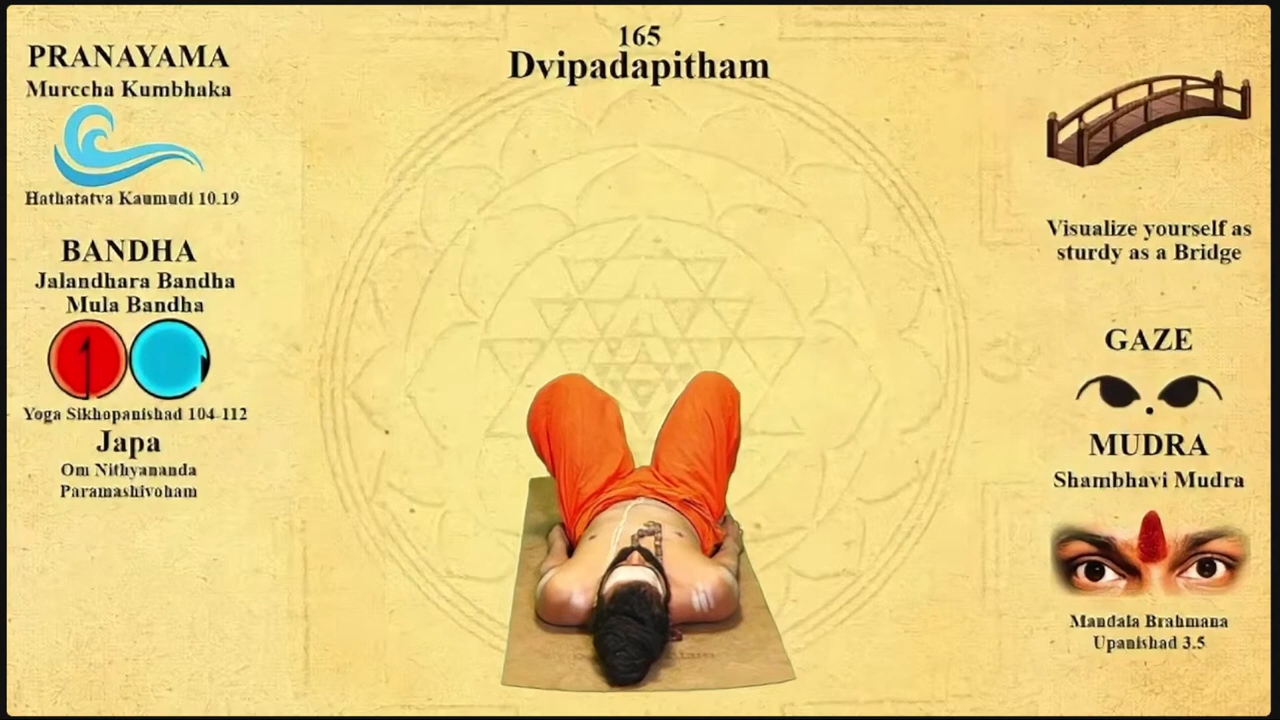 165
Dvipadapitham
PRANAYAMA
Murccha Kumbhaka
Hathatatva Kaumudi 10.19
BANDHA
Jalandhara Bandha
Mula Bandha
Yoga Sikhopanishad 104-112
Japa
Om Nithyananda
Paramashivoham
Visualize yourself as
sturdy as a Bridge
GAZE
MUDRA
Shambhavi Mudra
Mandala Brahmana
Upanishad 3.5